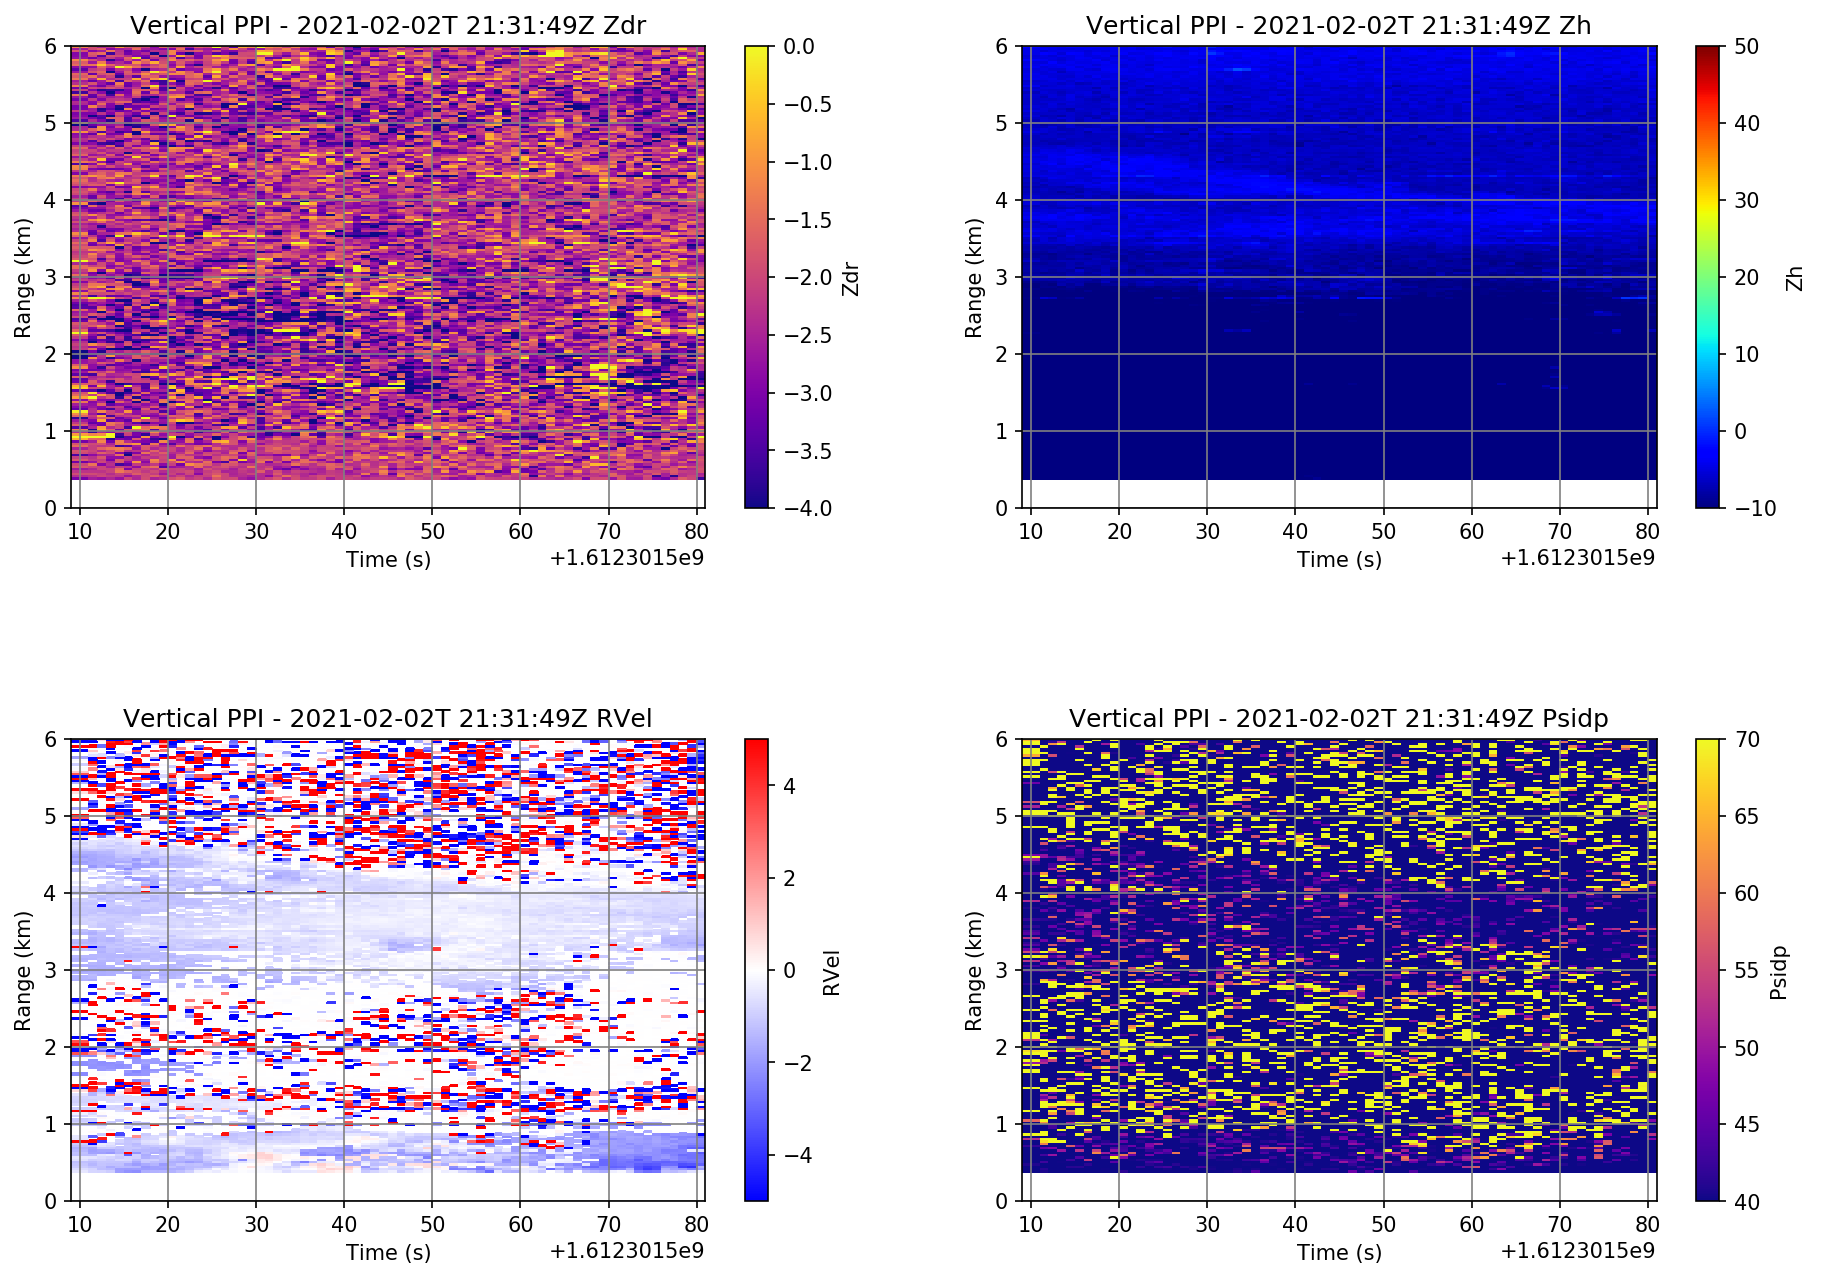 Vertical PPI - 2021-02-02T 21:31:49Z Zdr
6
5
4
3
2
1
0
Range (km)
10 20 30 40 50 60 70 80
Time (s)
+1.6123015e9
0.0
−0.5
−1.0
−1.5
−2.0
−2.5
−3.0
−3.5
−4.0
Zdr
Vertical PPI - 2021-02-02T 21:31:49Z Zh
6
5
4
3
2
1
0
Range (km)
10 20 30 40 50 60 70 80
Time (s)
+1.6123015e9
50
40
30
20
10
0
−10
Zh
Vertical PPI - 2021-02-02T 21:31:49Z RVel
6
5
4
3
2
1
0
Range (km)
10 20 30 40 50 60 70 80
Time (s)
+1.6123015e9
4
2
0
−2
−4
RVel
Vertical PPI - 2021-02-02T 21:31:49Z Psidp
6
5
4
3
2
1
0
Range (km)
10 20 30 40 50 60 70 80
Time (s)
+1.6123015e9
70
65
60
55
50
45
40
Psidp